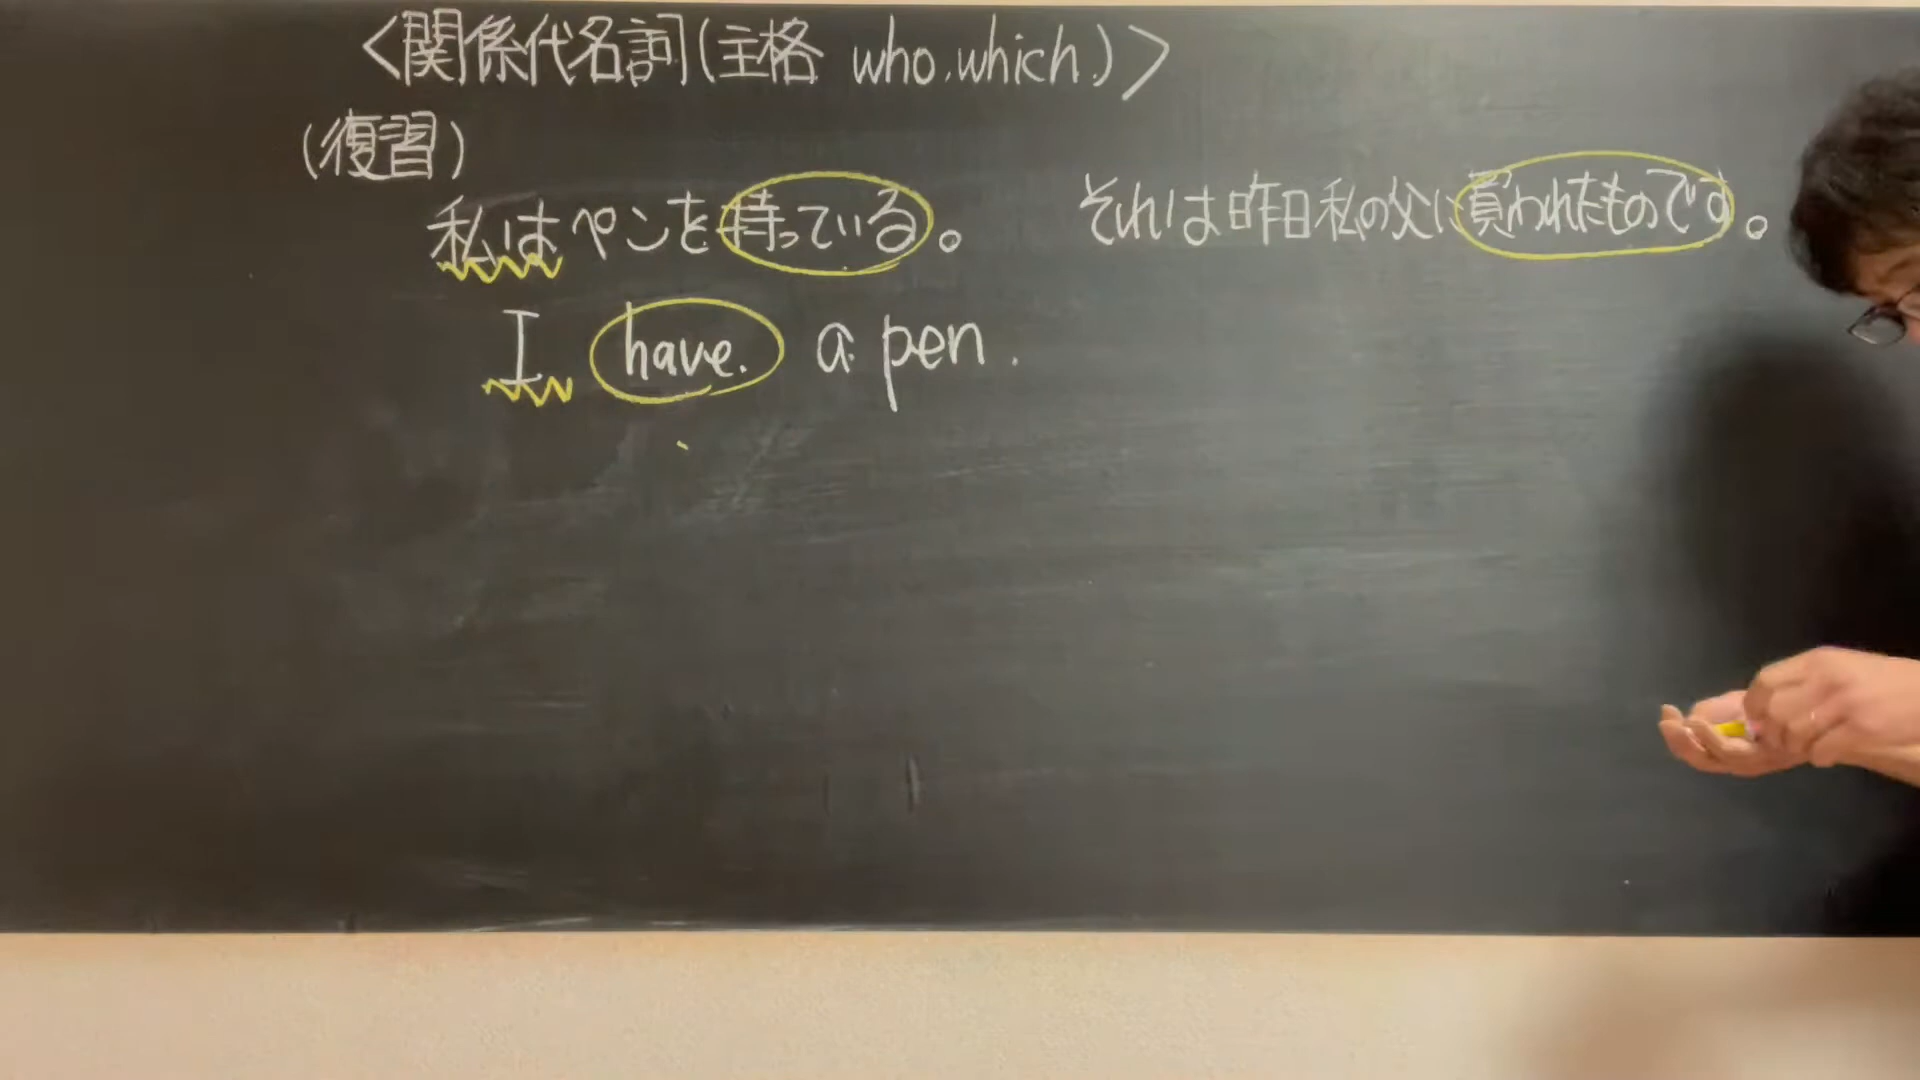 <関係代名詞(主格 who,which)>
(復習)
私はペンを持っている。
それは昨日私の父に買われたものです。
I have a pen.